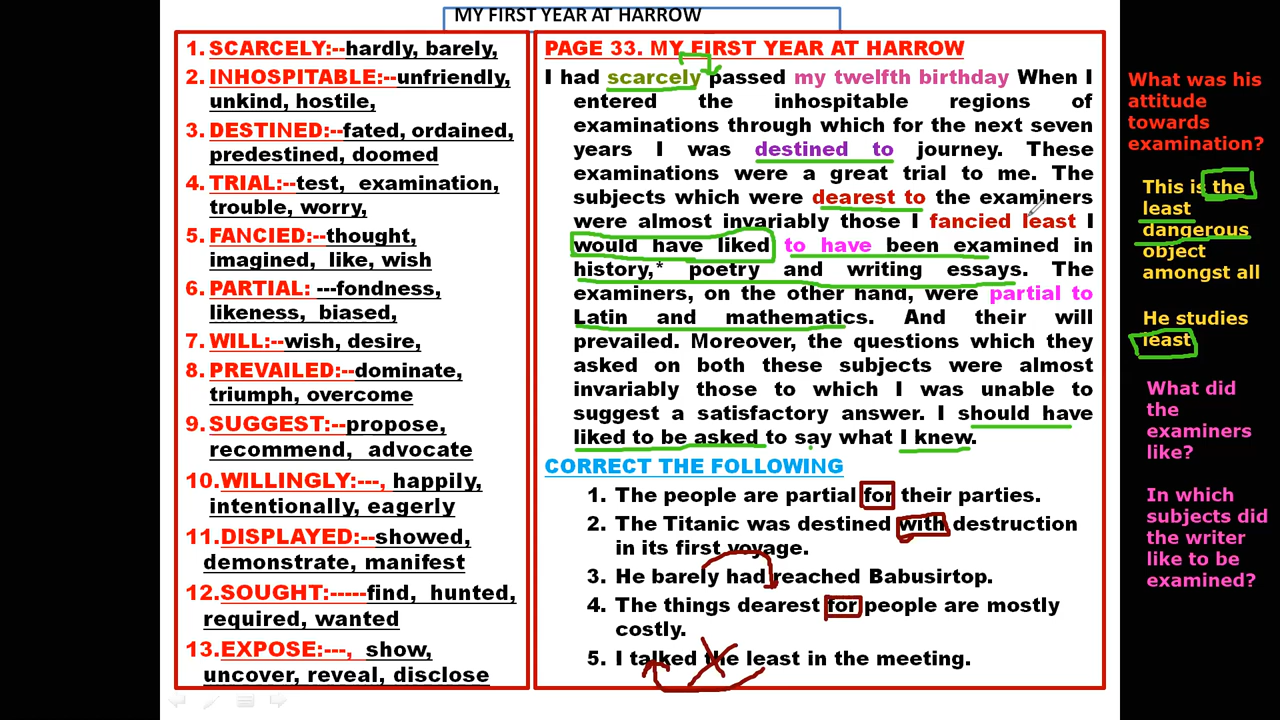 MY FIRST YEAR AT HARROW
1. SCARCELY:--hardly, barely,
2. INHOSPITABLE:--unfriendly,
unkind, hostile,
3. DESTINED:--fated, ordained,
predestined, doomed
4. TRIAL:--test, examination,
trouble, worry,
5. FANCIED:--thought,
imagined, like, wish
6. PARTIAL: ---fondness,
likeness, biased,
7. WILL:--wish, desire,
8. PREVAILED:--dominate,
triumph, overcome
9. SUGGEST:--propose,
recommend, advocate
10. WILLINGLY:---, happily,
intentionally, eagerly
11. DISPLAYED:--showed,
demonstrate, manifest
12. SOUGHT:-----find, hunted,
required, wanted
13. EXPOSE:---, show,
uncover, reveal, disclose
PAGE 33. MY FIRST YEAR AT HARROW
I had scarcely passed my twelfth birthday When I
entered the inhospitable regions of
examinations through which for the next seven
years I was destined to journey. These
examinations were a great trial to me. The
subjects which were dearest to the examiners
were almost invariably those I fancied least I
would have liked to have been examined in
history,* poetry and writing essays. The
examiners, on the other hand, were partial to
Latin and mathematics. And their will
prevailed. Moreover, the questions which they
asked on both these subjects were almost
invariably those to which I was unable to
suggest a satisfactory answer. I should have
liked to be asked to say what I knew.
CORRECT THE FOLLOWING
1. The people are partial for their parties.
2. The Titanic was destined with destruction
in its first voyage.
3. He barely had reached Babusirtop.
4. The things dearest for people are mostly
costly.
5. I talked the least in the meeting.
What was his
attitude
towards
examination?
This is the
least
dangerous
object
amongst all
He studies
least
What did
the
examiners
like?
In which
subjects did
the writer
like to be
examined?